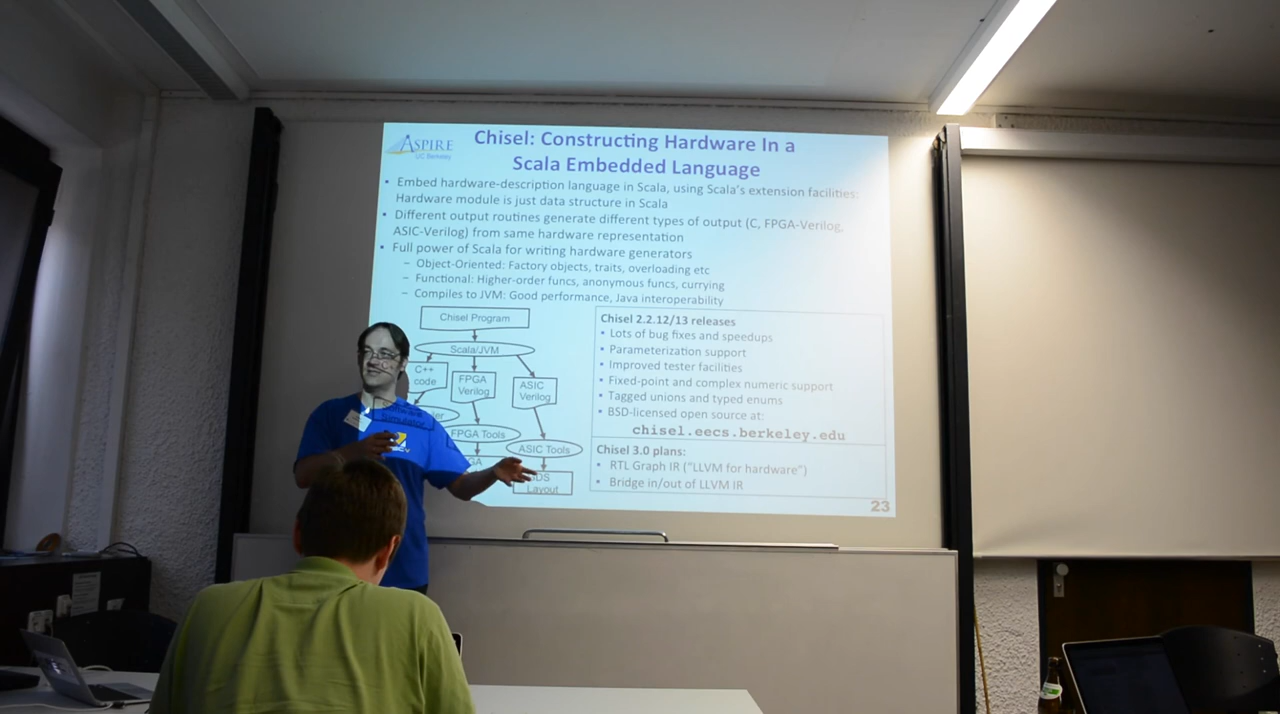 ASPIRE
UC Berkeley
Chisel: Constructing Hardware In a
Scala Embedded Language
• Embed hardware-description language in Scala, using Scala's extension facilities:
Hardware module is just data structure in Scala
• Different output routines generate different types of output (C, FPGA-Verilog,
ASIC-Verilog) from same hardware representation
• Full power of Scala for writing hardware generators
– Object-Oriented: Factory objects, traits, overloading etc
– Functional: Higher-order funcs, anonymous funcs, currying
– Compiles to JVM: Good performance, Java interoperability
Chisel Program
Scala/JVM
C++
code
FPGA
Verilog
ASIC
Verilog
Software
Simulator
FPGA Tools
ASIC Tools
GDS
Layout
Chisel 2.2.12/13 releases
• Lots of bug fixes and speedups
• Parameterization support
• Improved tester facilities
• Fixed-point and complex numeric support
• Tagged unions and typed enums
• BSD-licensed open source at:
chisel.eecs.berkeley.edu
Chisel 3.0 plans:
• RTL Graph IR ("LLVM for hardware")
• Bridge in/out of LLVM IR
23